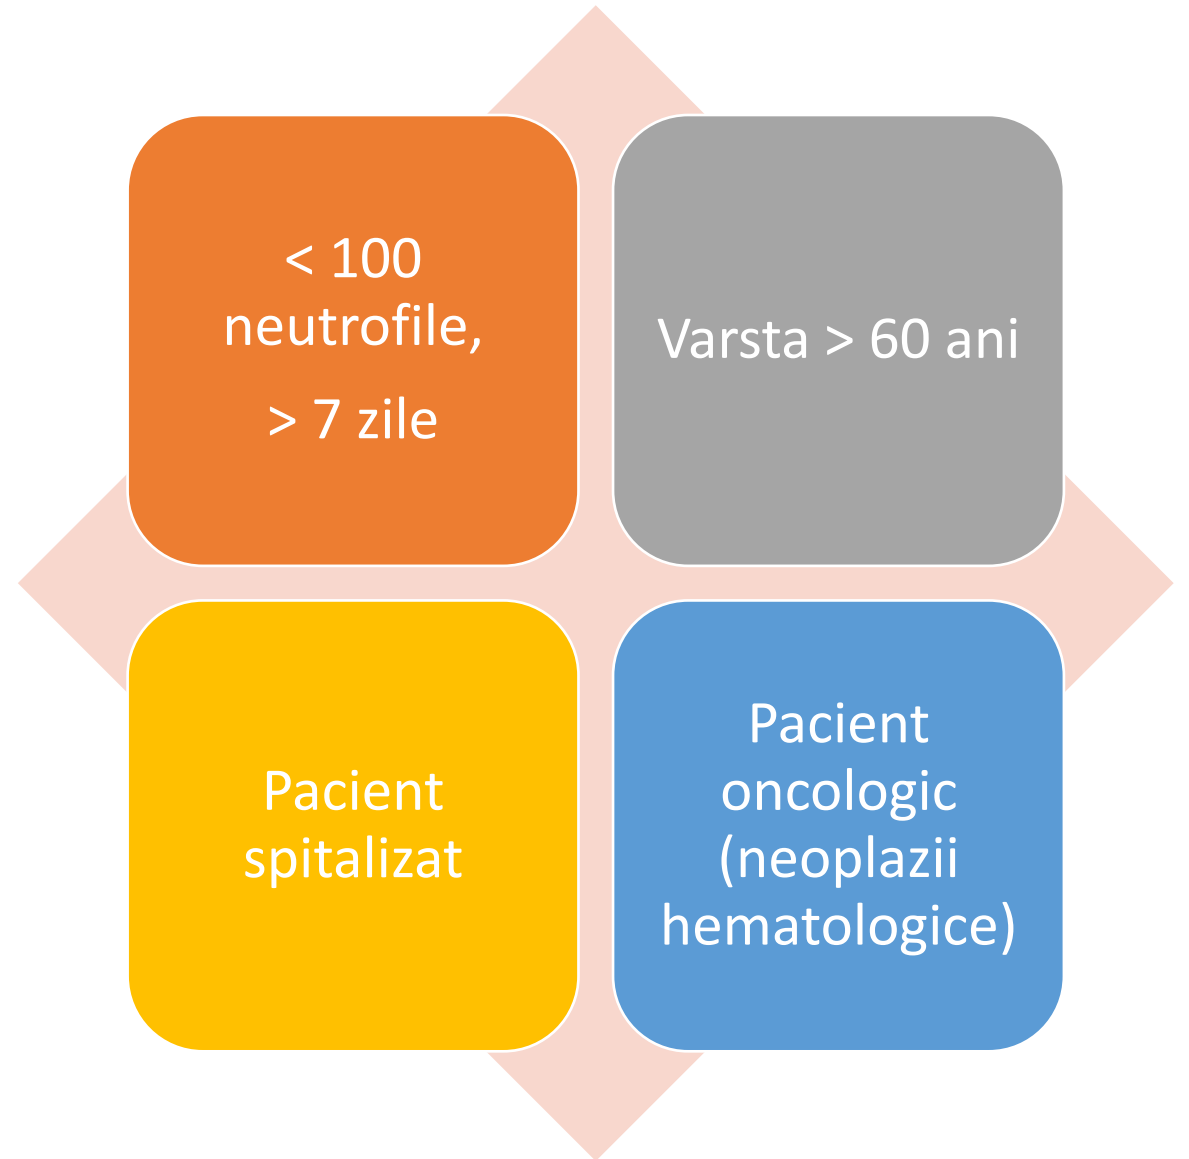 < 100
neutrofile,
> 7 zile
Varsta > 60 ani
Pacient
spitalizat
Pacient
oncologic
(neoplazii
hematologice)